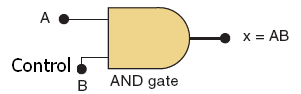 A
x = AB
Control
B
AND gate